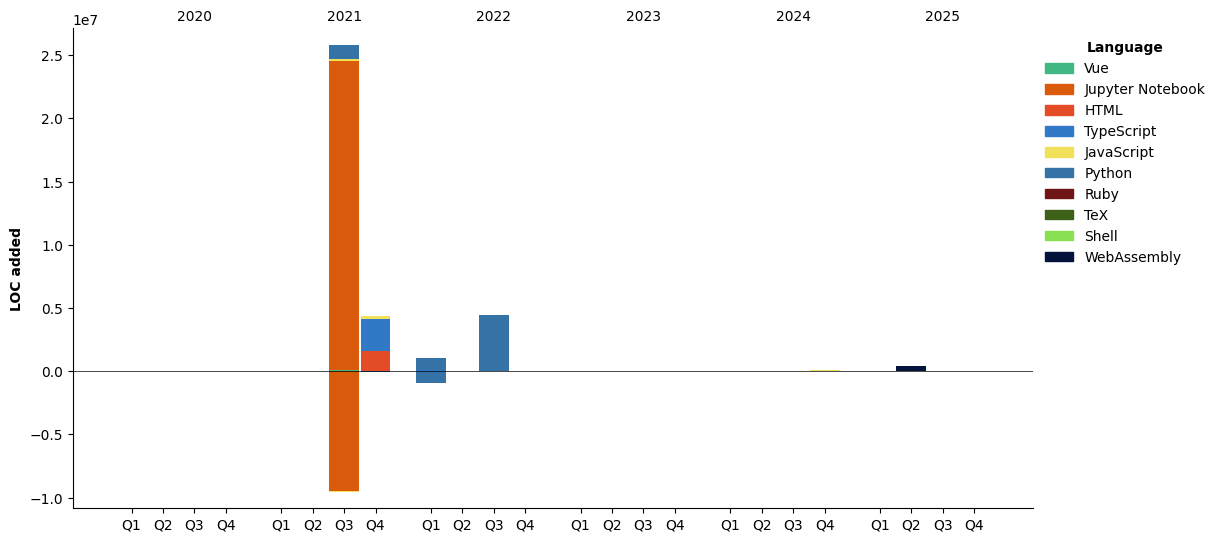 1e7
2020 2021 2022 2023 2024 2025
LOC added
2.5
2.0
1.5
1.0
0.5
0.0
−0.5
−1.0
Q1 Q2 Q3 Q4 Q1 Q2 Q3 Q4 Q1 Q2 Q3 Q4 Q1 Q2 Q3 Q4 Q1 Q2 Q3 Q4 Q1 Q2 Q3 Q4
Language
Vue
Jupyter Notebook
HTML
TypeScript
JavaScript
Python
Ruby
TeX
Shell
WebAssembly